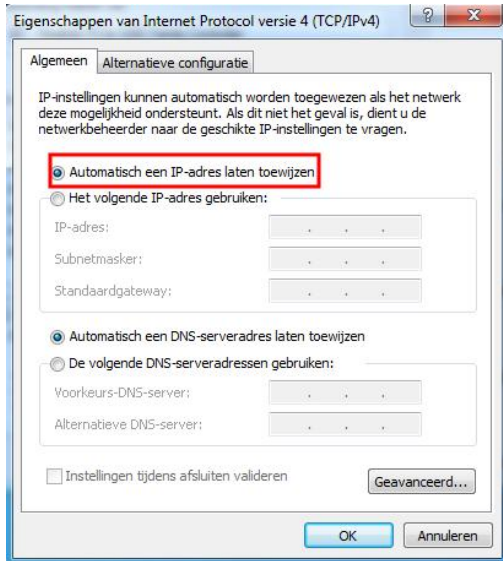 Eigenschappen van Internet Protocol versie 4 (TCP/IPv4)
Algemeen
Alternatieve configuratie
IP-instellingen kunnen automatisch worden toegewezen als het netwerk
deze mogelijkheid ondersteunt. Als dit niet het geval is, dient u de
netwerkbeheerder naar de geschikte IP-instellingen te vragen.
Automatisch een IP-adres laten toewijzen
Het volgende IP-adres gebruiken:
IP-adres:
Subnetmasker:
Standaardgateway:
Automatisch een DNS-serveradres laten toewijzen
De volgende DNS-serveradressen gebruiken:
Voorkeurs-DNS-server:
Alternatieve DNS-server:
Instellingen tijdens afsluiten valideren
Geavanceerd...
OK
Annuleren